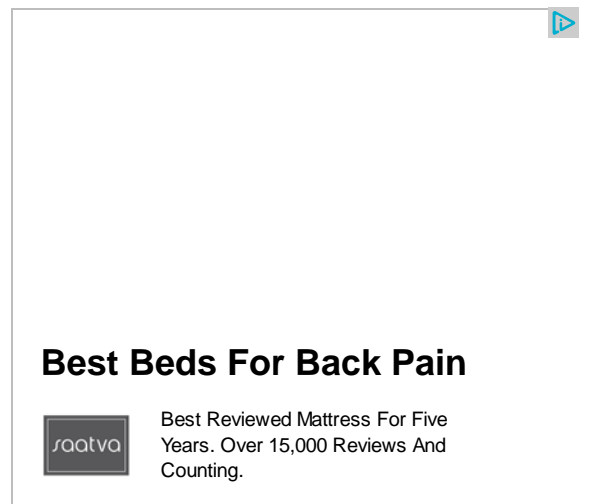 Best Beds For Back Pain
saatva
Best Reviewed Mattress For Five
Years. Over 15,000 Reviews And
Counting.